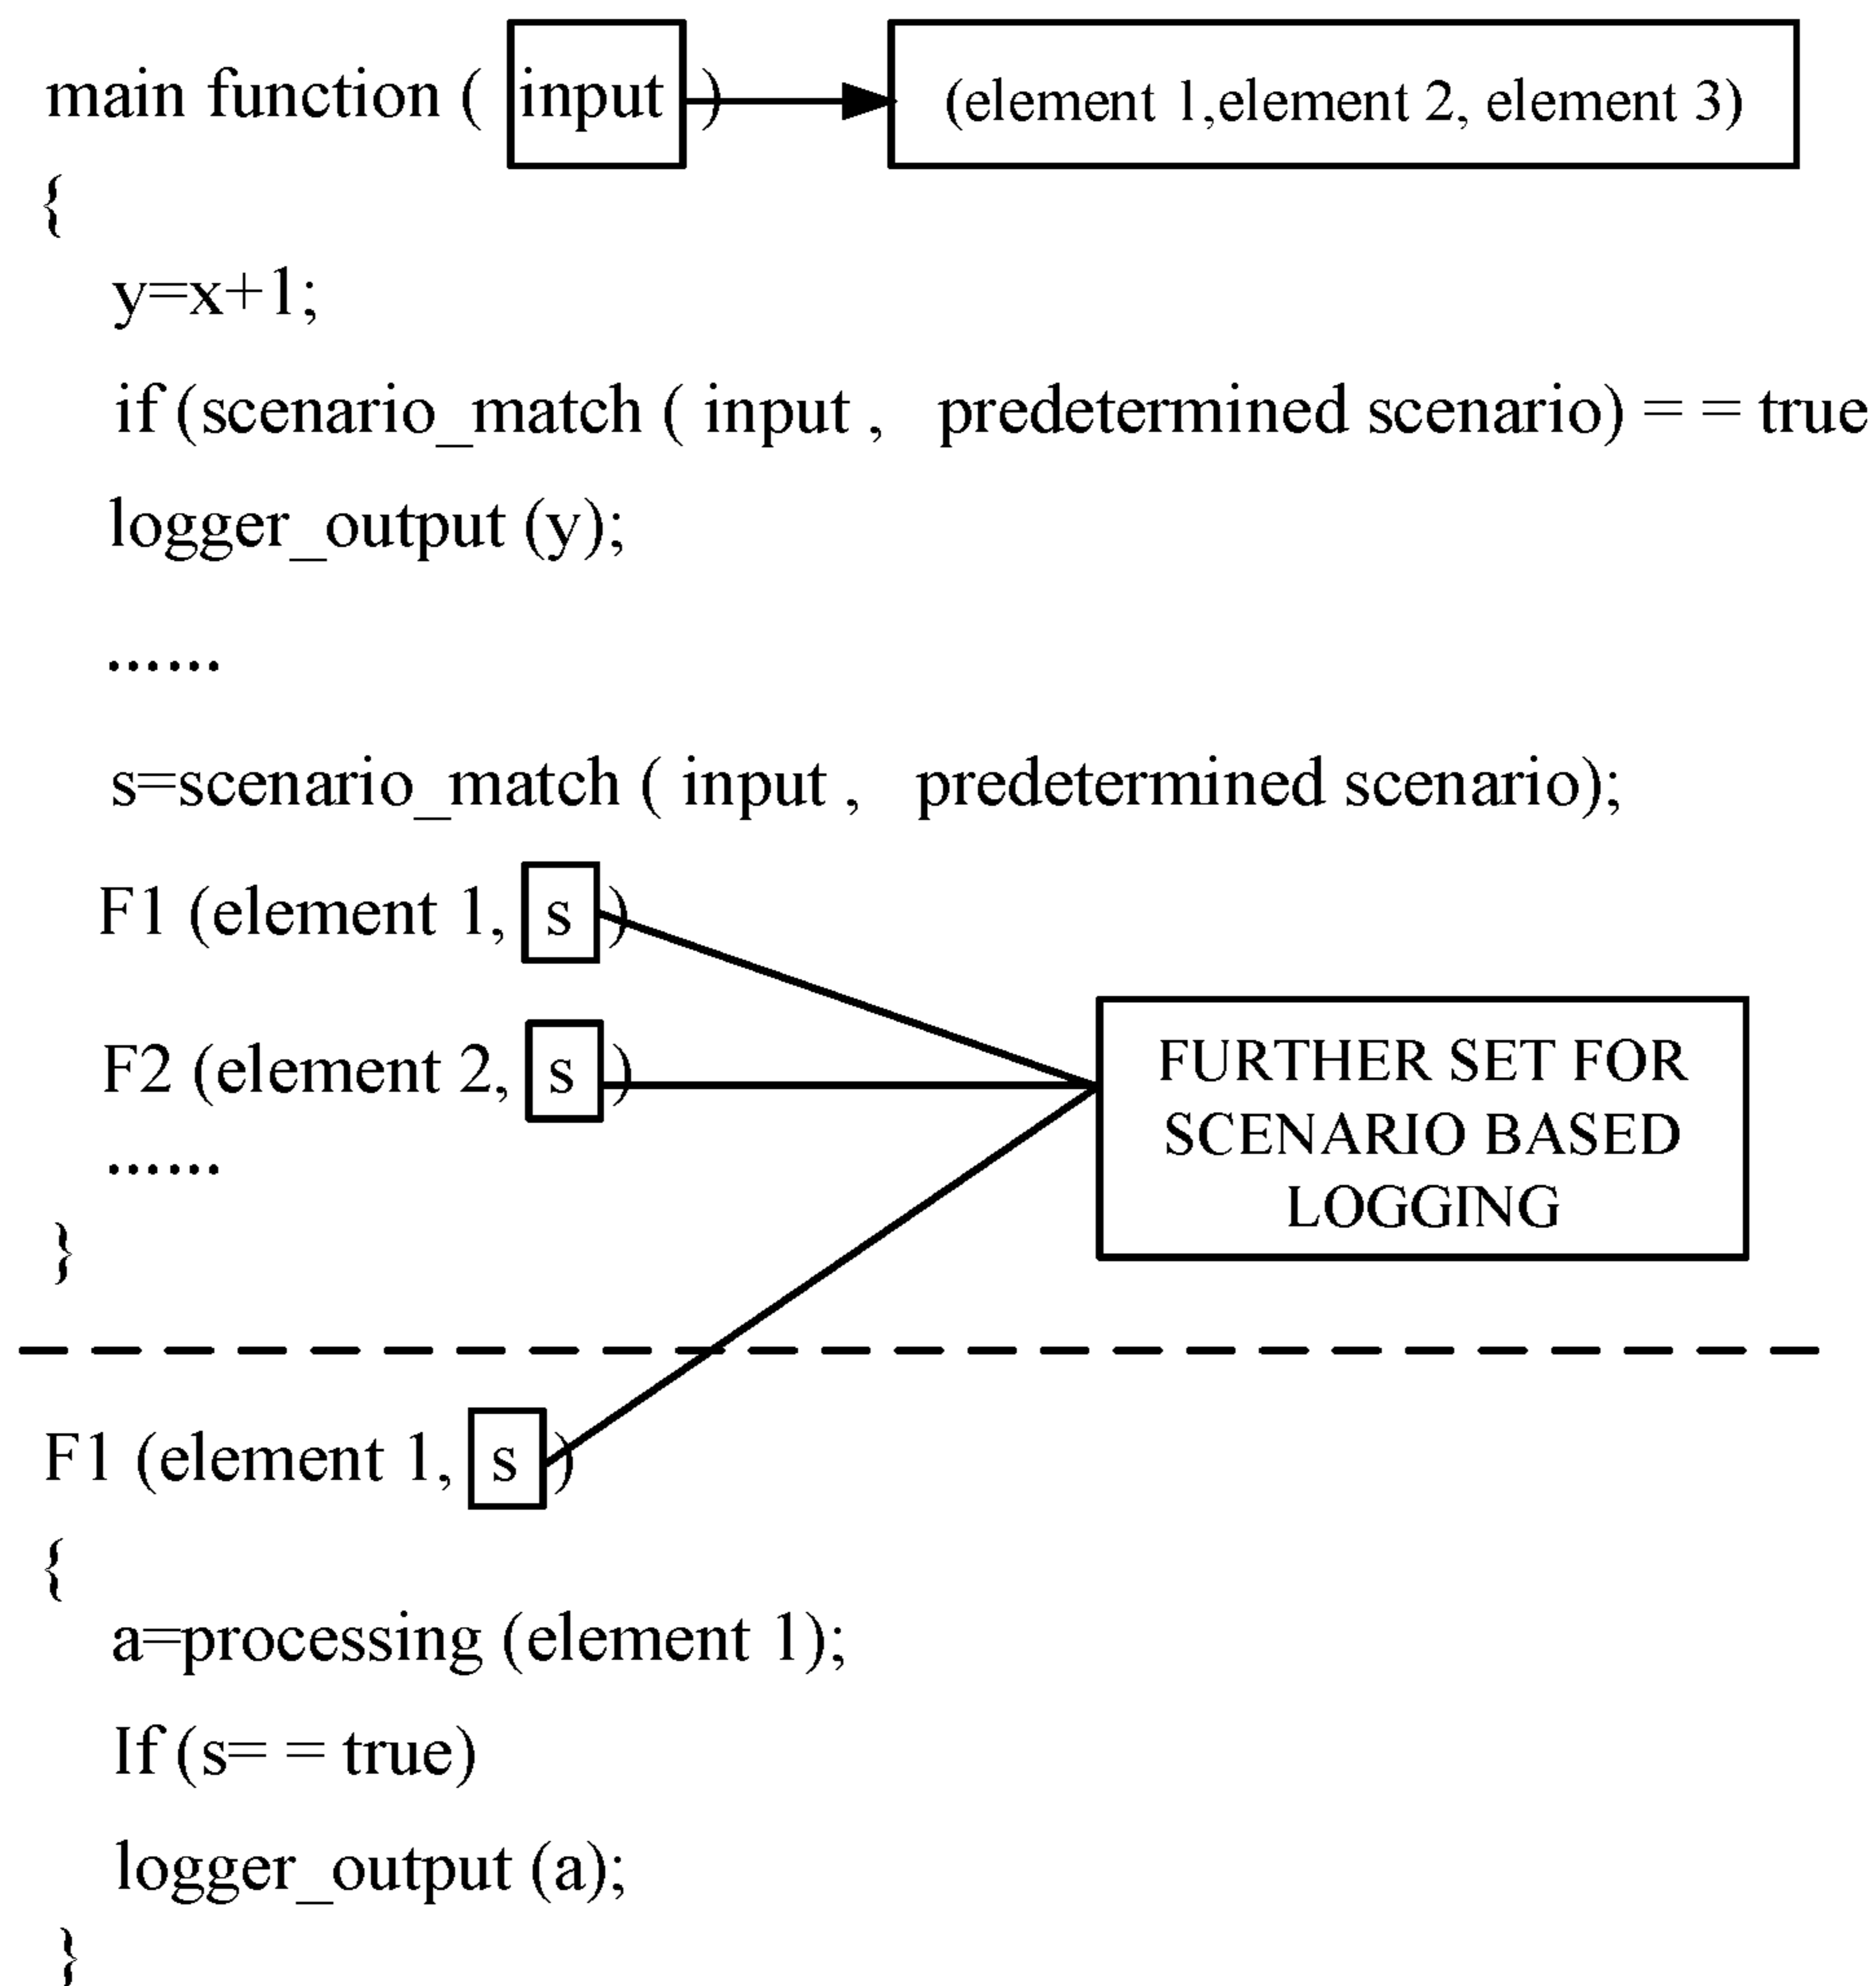 main function ( input )
(element 1,element 2, element 3)
{
y=x+1;
if (scenario_match ( input , predetermined scenario) = = true
logger_output (y);
......
s=scenario_match ( input , predetermined scenario);
F1 (element 1, s )
F2 (element 2, s )
......
}
FURTHER SET FOR
SCENARIO BASED
LOGGING
F1 (element 1, s )
{
a=processing (element 1);
If (s= = true)
logger_output (a);
}